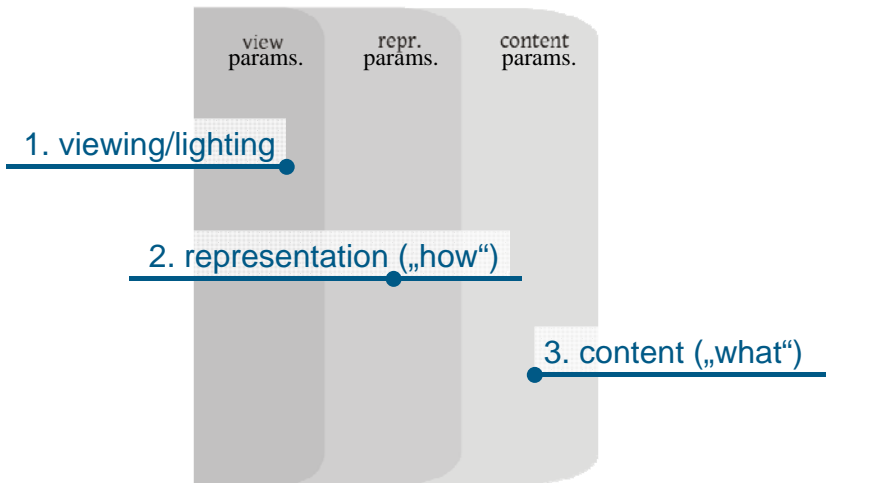 view
params.
repr.
params.
content
params.
1. viewing/lighting
2. representation („how“)
3. content („what“)